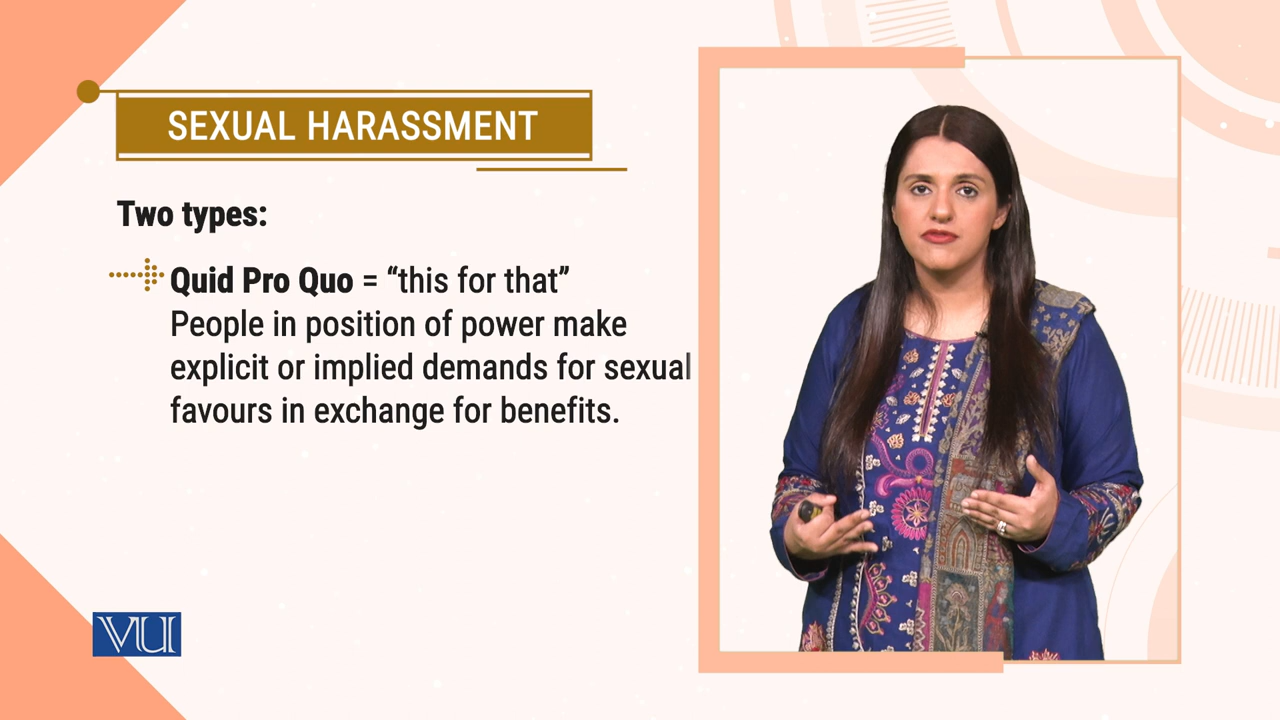 SEXUAL HARASSMENT
Two types:
Quid Pro Quo = “this for that”
People in position of power make
explicit or implied demands for sexual
favours in exchange for benefits.
VU